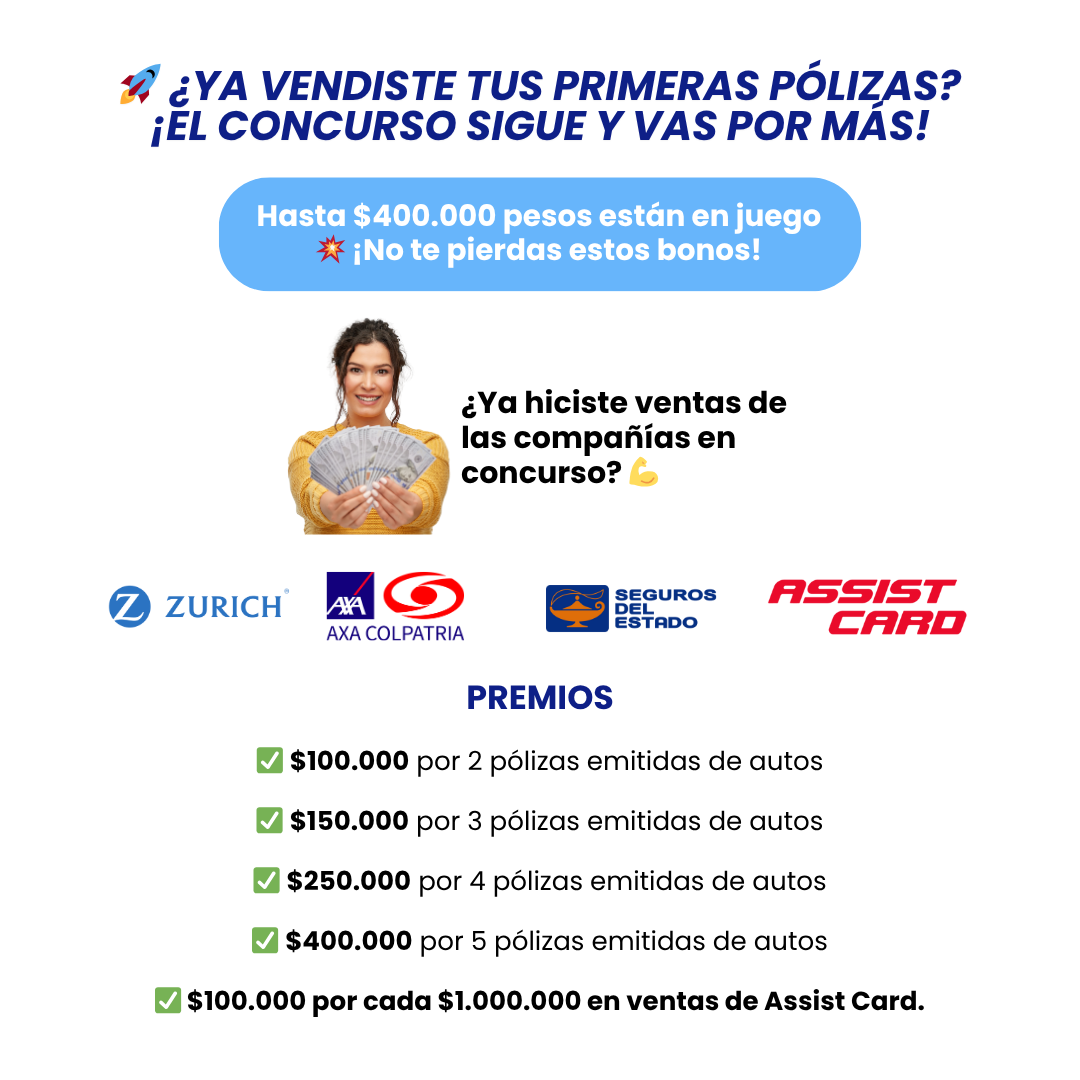 🚀 ¿YA VENDISTE TUS PRIMERAS PÓLIZAS?
¡EL CONCURSO SIGUE Y VAS POR MÁS!
Hasta $400.000 pesos están en juego
💥 ¡No te pierdas estos bonos!
¿Ya hiciste ventas de
las compañías en
concurso? 💪
Z ZURICH®
AXA
AXA COLPATRIA
SEGUROS
DEL
ESTADO
ASSIST
CARD
PREMIOS
✅ $100.000 por 2 pólizas emitidas de autos
✅ $150.000 por 3 pólizas emitidas de autos
✅ $250.000 por 4 pólizas emitidas de autos
✅ $400.000 por 5 pólizas emitidas de autos
✅ $100.000 por cada $1.000.000 en ventas de Assist Card.